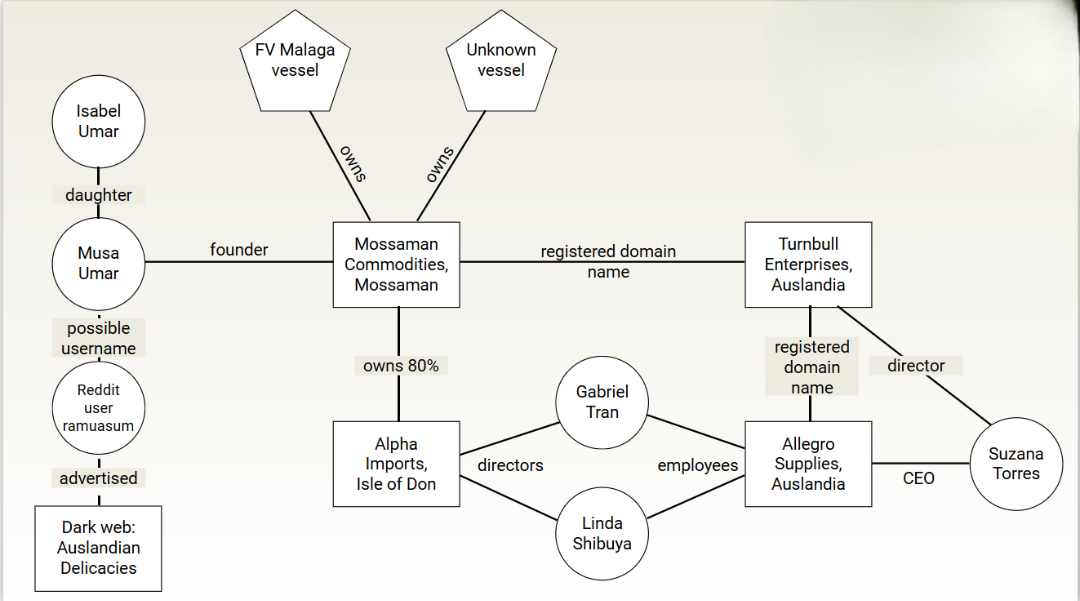 FV Malaga
vessel
Unknown
vessel
Isabel
Umar
owns
owns
daughter
Musa
Umar
founder
Mossaman
Commodities,
Mossaman
registered domain
name
Turnbull
Enterprises,
Auslandia
possible
username
owns 80%
registered
domain
name
director
Reddit
user
ramuasum
Gabriel
Tran
Alpha
Imports,
Isle of Don
directors
employees
Allegro
Supplies,
Auslandia
CEO
Suzana
Torres
advertised
Linda
Shibuya
Dark web:
Auslandian
Delicacies